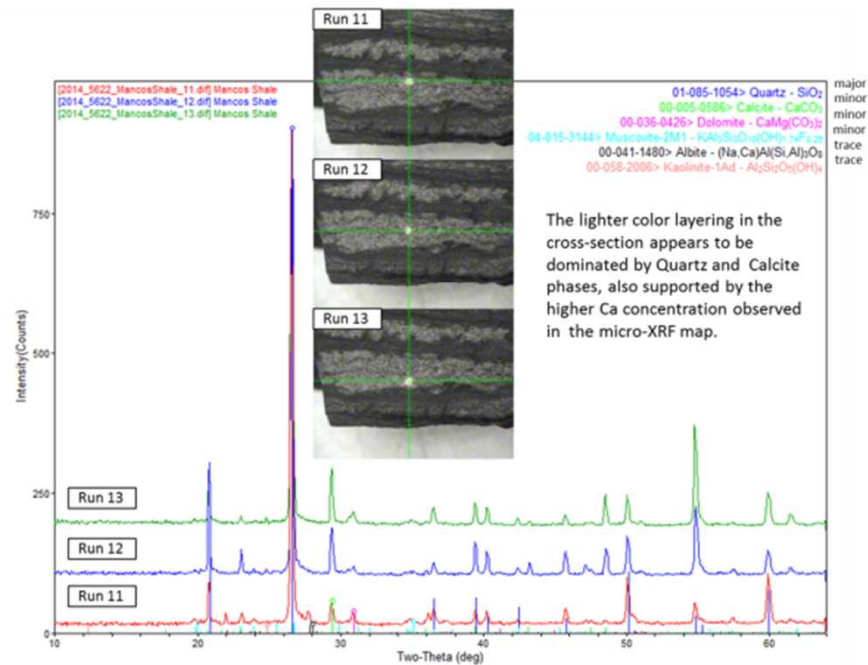 Run 11
[2014_5622_MancosShale_11.dif] Mancos Shale
[2014_5622_MancosShale_12.dif] Mancos Shale
[2014_5622_MancosShale_13.dif] Mancos Shale
01-085-1054> Quartz - SiO₂ major
00-005-0586> Calcite - CaCO₃ minor
00-036-0426> Dolomite - CaMg(CO₃)₂ minor
04-015-3144> Muscovite-2M1 - minor
00-041-1480> Albite - (Na,Ca)Al(Si,Al)₃O₈ trace
00-058-2006> Kaolinite-1Ad - Al₂Si₂O₅(OH)₄ trace
Run 12
The lighter color layering in the
cross-section appears to be
dominated by Quartz and Calcite
phases, also supported by the
higher Ca concentration observed
in the micro-XRF map.
Run 13
750
500
250
0
Intensity(Counts)
Run 13
Run 12
Run 11
10 20 30 40 50 60
Two-Theta (deg)